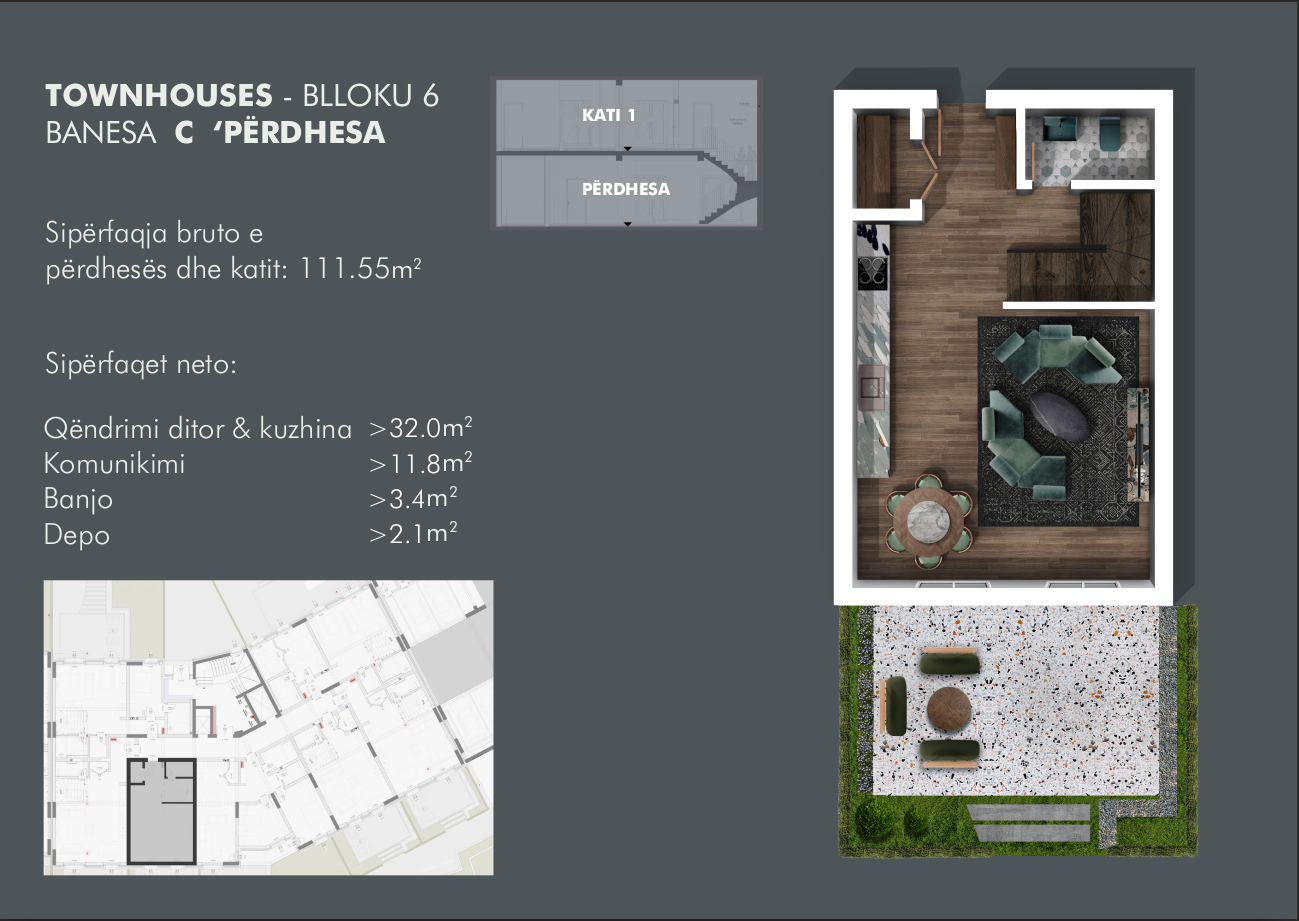 TOWNHOUSES - BLLOKU 6
BANESA C ‘PËRDHESA
KATI 1
PËRDHESA
Sipërfaqja bruto e
përdhesës dhe katit: 111.55m²
Sipërfaqet neto:
Qëndrimi ditor & kuzhina >32.0m²
Komunikimi >11.8m²
Banjo >3.4m²
Depo >2.1m²